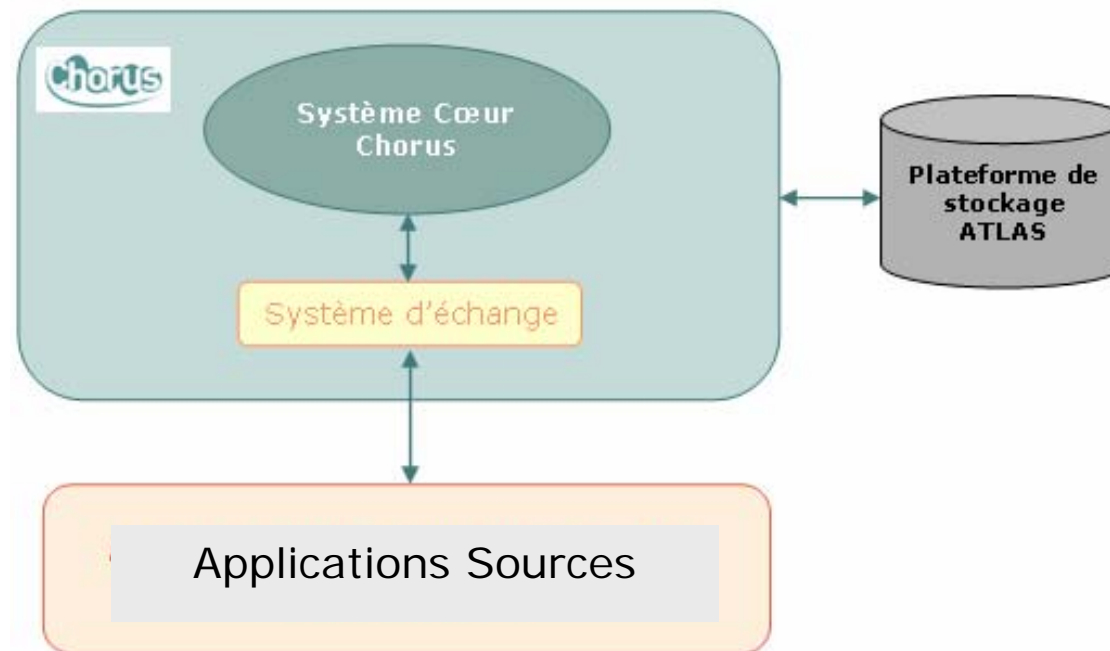 Chorus
Système Cœur
Chorus
Plateforme de
stockage
ATLAS
Système d'échange
Applications Sources